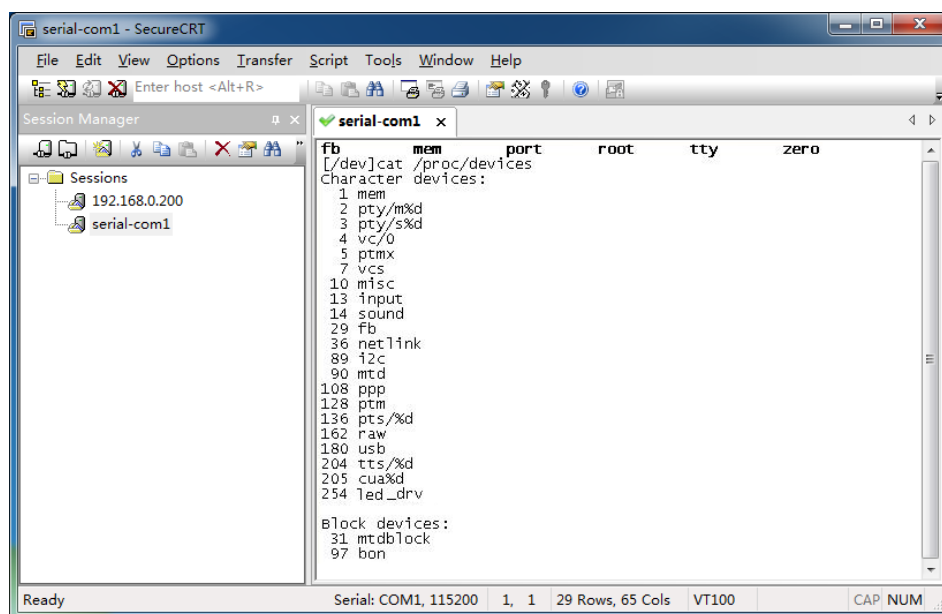 serial-com1 - SecureCRT
File Edit View Options Transfer Script Tools Window Help
Enter host <Alt+R>
Session Manager
serial-com1 x
Sessions
192.168.0.200
serial-com1
fb mem port root tty zero
[/dev]cat /proc/devices
Character devices:
1 mem
2 pty/m%d
3 pty/s%d
4 vc/0
5 ptmx
7 vcs
10 misc
13 input
14 sound
29 fb
36 netlink
89 i2c
90 mtd
108 ppp
128 ptm
136 pts/%d
162 raw
180 usb
204 tts/%d
205 cua%d
254 led_drv
Block devices:
31 mtdblock
97 bon
Ready Serial: COM1, 115200 1, 1 29 Rows, 65 Cols VT100 CAP NUM